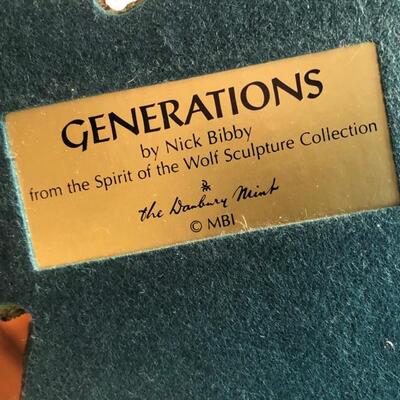 GENERATIONS
by Nick Bibby
from the Spirit of the Wolf Sculpture Collection
the Danbury Mint
© MBI